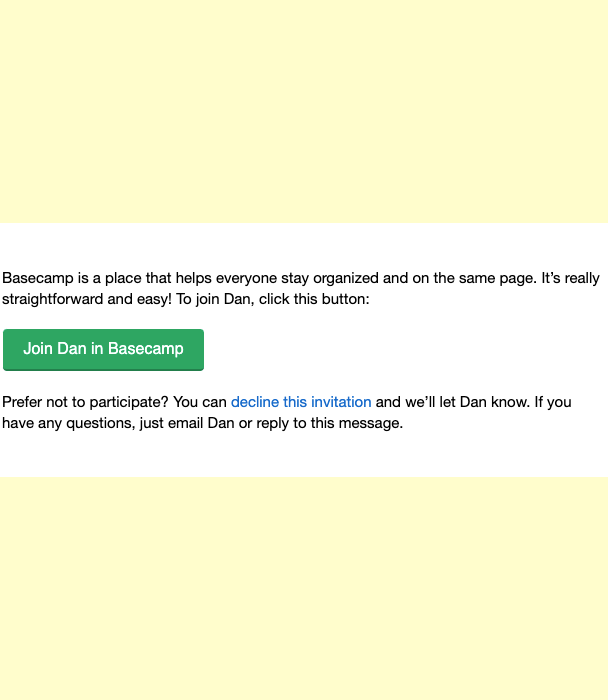 Basecamp is a place that helps everyone stay organized and on the same page. It’s really
straightforward and easy! To join Dan, click this button:
Join Dan in Basecamp
Prefer not to participate? You can decline this invitation and we’ll let Dan know. If you
have any questions, just email Dan or reply to this message.